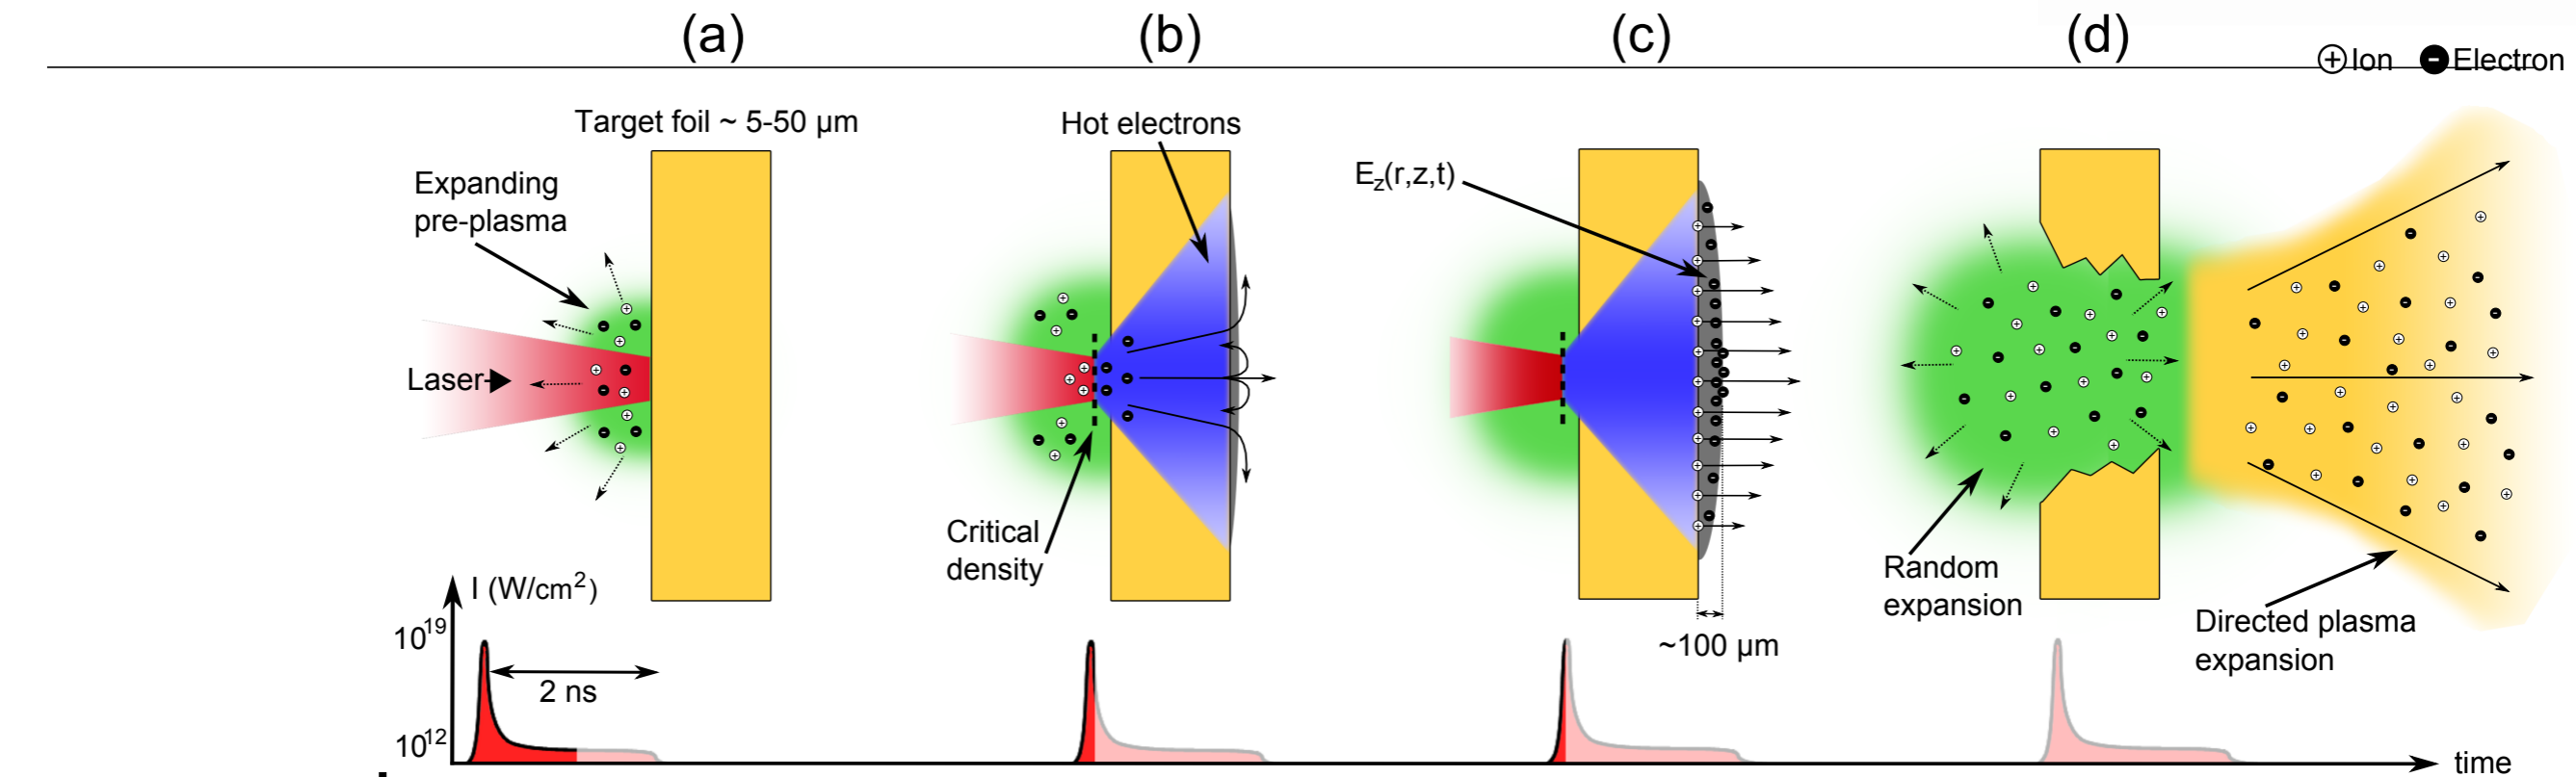 (a)
(b)
(c)
(d)
+ Ion
- Electron
Target foil ~ 5-50 µm
Hot electrons
Expanding
pre-plasma
E_z(r,z,t)
Laser
Critical
density
Random
expansion
Directed plasma
expansion
~100 µm
I (W/cm²)
10¹⁹
2 ns
10¹²
time